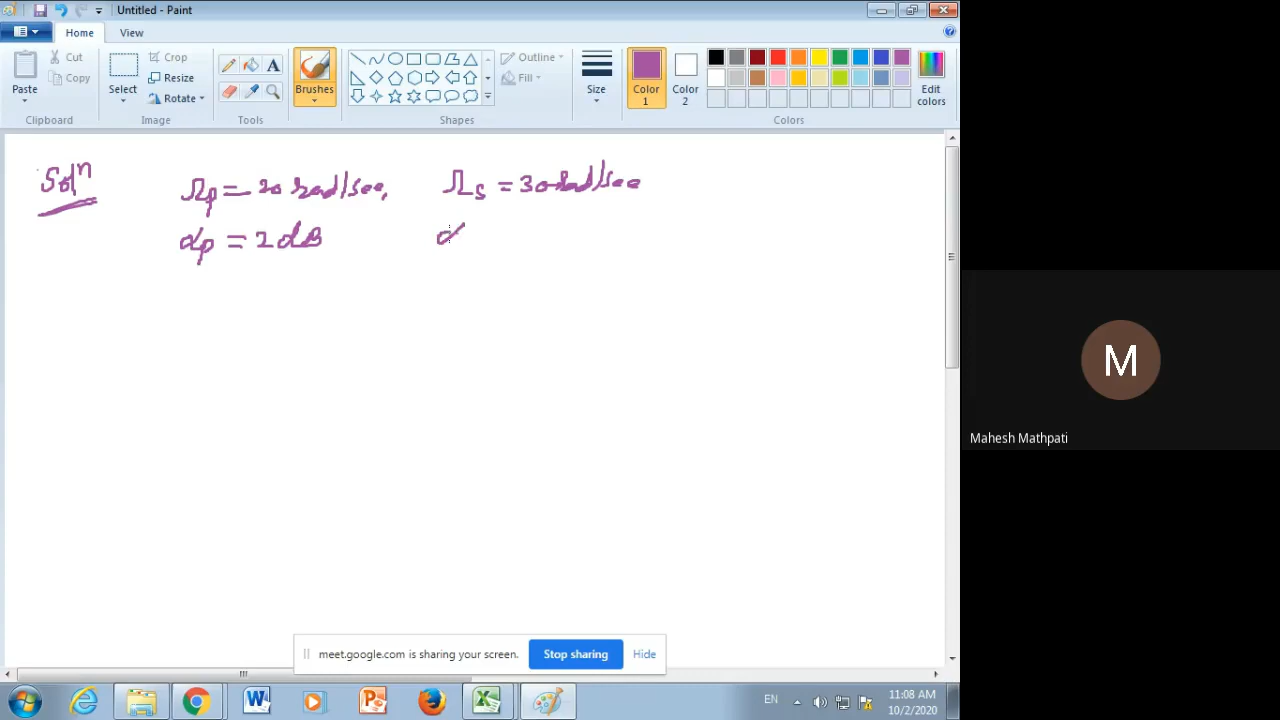 Untitled - Paint
Home View
Paste Cut Copy Select Crop Resize Rotate A Brushes Outline Fill Size Color 1 Color 2 Edit colors
Clipboard Image Tools Shapes Colors
Solⁿ
Ωp = 20 rad/sec, Ωs = 30 rad/sec
αp = 2 dB α
M
Mahesh Mathpati
meet.google.com is sharing your screen. Stop sharing Hide
EN 11:08 AM
10/2/2020